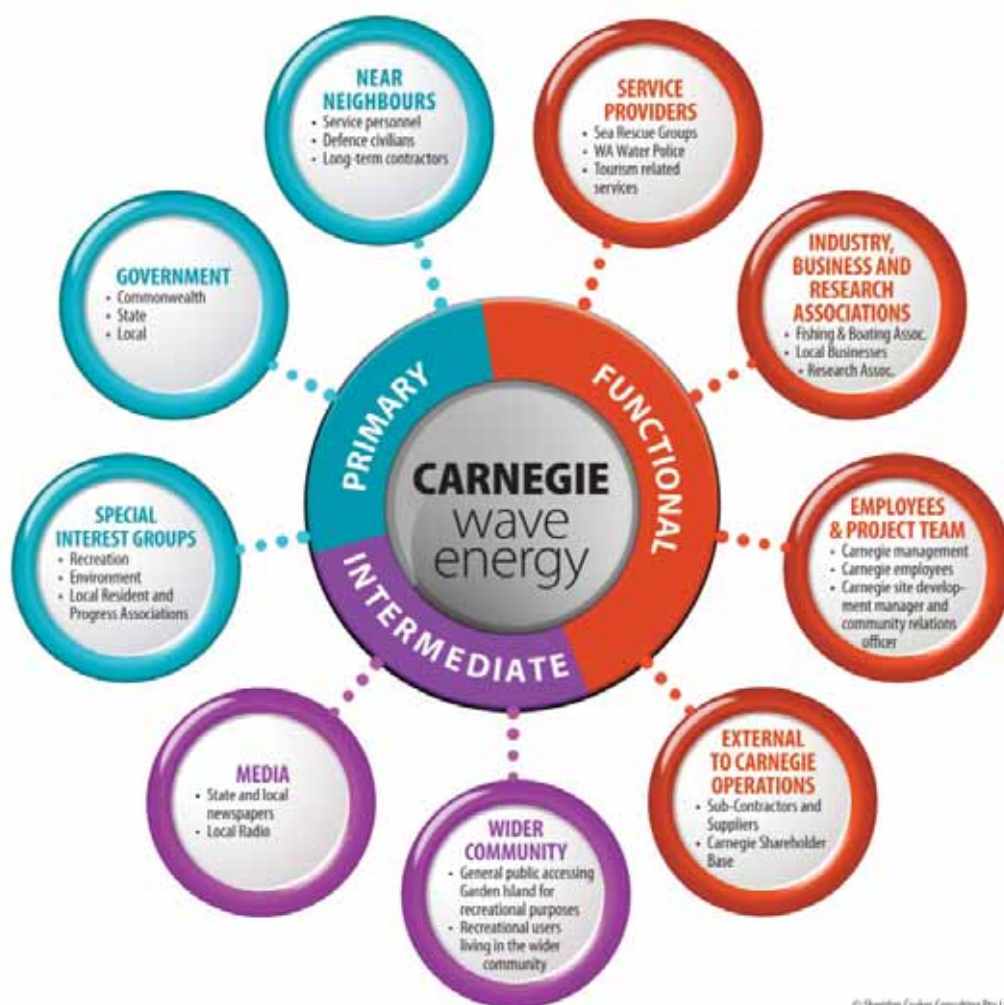 NEAR
NEIGHBOURS
• Service personnel
• Defence civilians
• Long-term contractors
SERVICE
PROVIDERS
• Sea Rescue Groups
• WA Water Police
• Tourism related
services
GOVERNMENT
• Commonwealth
• State
• Local
INDUSTRY,
BUSINESS AND
RESEARCH
ASSOCIATIONS
• Fishing & Boating Assoc.
• Local Businesses
• Research Assoc.
PRIMARY
FUNCTIONAL
INTERMEDIATE
CARNEGIE
wave
energy
SPECIAL
INTEREST GROUPS
• Recreation
• Environment
• Local Resident and
Progress Associations
EMPLOYEES
& PROJECT TEAM
• Carnegie management
• Carnegie employees
• Carnegie site develop-
ment manager and
community relations
officer
MEDIA
• State and local
newspapers
• Local Radio
WIDER
COMMUNITY
• General public accessing
Garden Island for
recreational purposes
• Recreational users
living in the wider
community
EXTERNAL
TO CARNEGIE
OPERATIONS
• Sub-Contractors and
Suppliers
• Carnegie Shareholder
Base